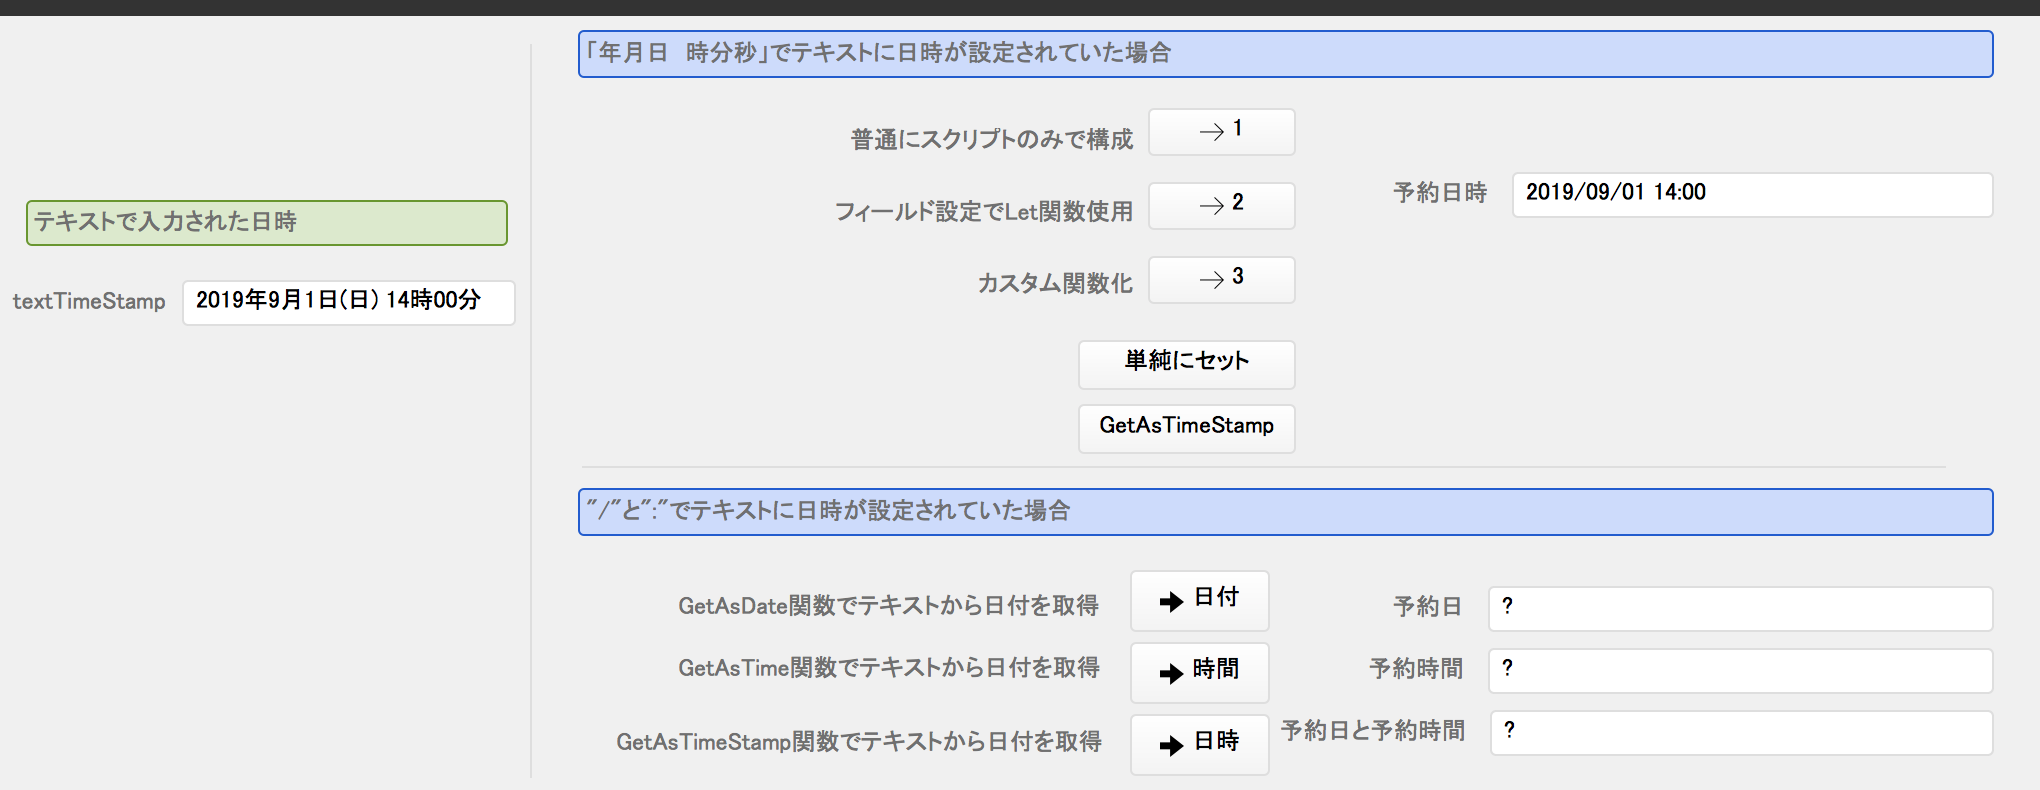 テキストで入力された日時
textTimeStamp 2019年9月1日(日) 14時00分
「年月日　時分秒」でテキストに日時が設定されていた場合
普通にスクリプトのみで構成 → 1
フィールド設定でLet関数使用 → 2
カスタム関数化 → 3
予約日時 2019/09/01 14:00
単純にセット
GetAsTimeStamp
"/"と":"でテキストに日時が設定されていた場合
GetAsDate関数でテキストから日付を取得 ➡ 日付 予約日 ?
GetAsTime関数でテキストから日付を取得 ➡ 時間 予約時間 ?
GetAsTimeStamp関数でテキストから日付を取得 ➡ 日時 予約日と予約時間 ?